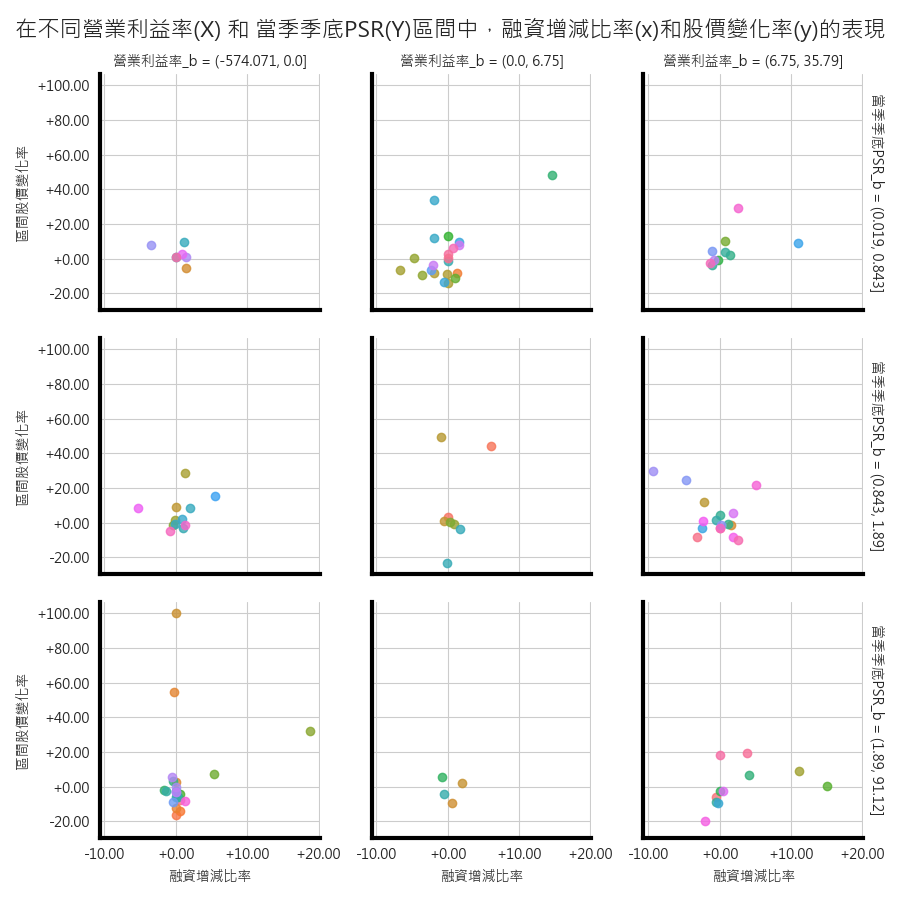 在不同營業利益率(X) 和 當季季底PSR(Y)區間中，融資增減比率(x)和股價變化率(y)的表現
營業利益率_b = (-574.071, 0.0]
營業利益率_b = (0.0, 6.75]
營業利益率_b = (6.75, 35.79]
+100.00
+80.00
+60.00
+40.00
+20.00
+0.00
-20.00
區間股價變化率
當季季底PSR_b = (0.019, 0.843]
+100.00
+80.00
+60.00
+40.00
+20.00
+0.00
-20.00
區間股價變化率
當季季底PSR_b = (0.843, 1.89]
+100.00
+80.00
+60.00
+40.00
+20.00
+0.00
-20.00
區間股價變化率
當季季底PSR_b = (1.89, 91.12]
-10.00 +0.00 +10.00 +20.00
-10.00 +0.00 +10.00 +20.00
-10.00 +0.00 +10.00 +20.00
融資增減比率
融資增減比率
融資增減比率